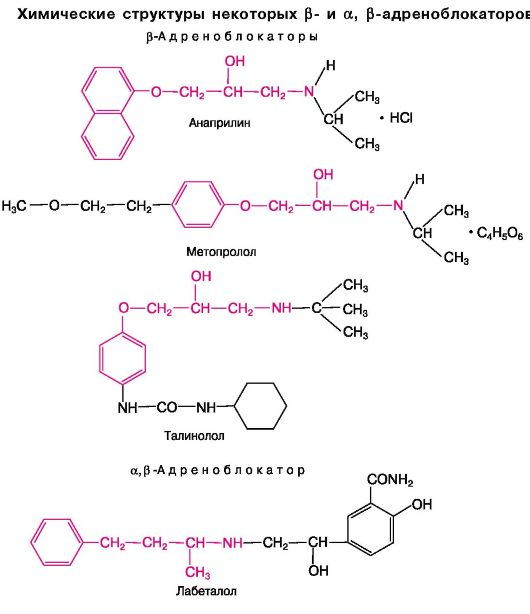 Химические структуры некоторых β- и α, β-адреноблокаторов
β-Адреноблокаторы
OH
H
O—CH₂—CH—CH₂—N
CH₃
CH
CH₃
• HCl
Анаприлин
OH
H
H₃C—O—CH₂—CH₂
O—CH₂—CH—CH₂—N
CH₃
CH
CH₃
• C₄H₅O₆
Метопролол
OH
O—CH₂—CH—CH₂—NH—C
CH₃
CH₃
CH₃
NH—CO—NH
Талинолол
α,β-Адреноблокатор
CONH₂
OH
CH₂—CH₂—CH—NH—CH₂—CH
CH₃
OH
Лабеталол